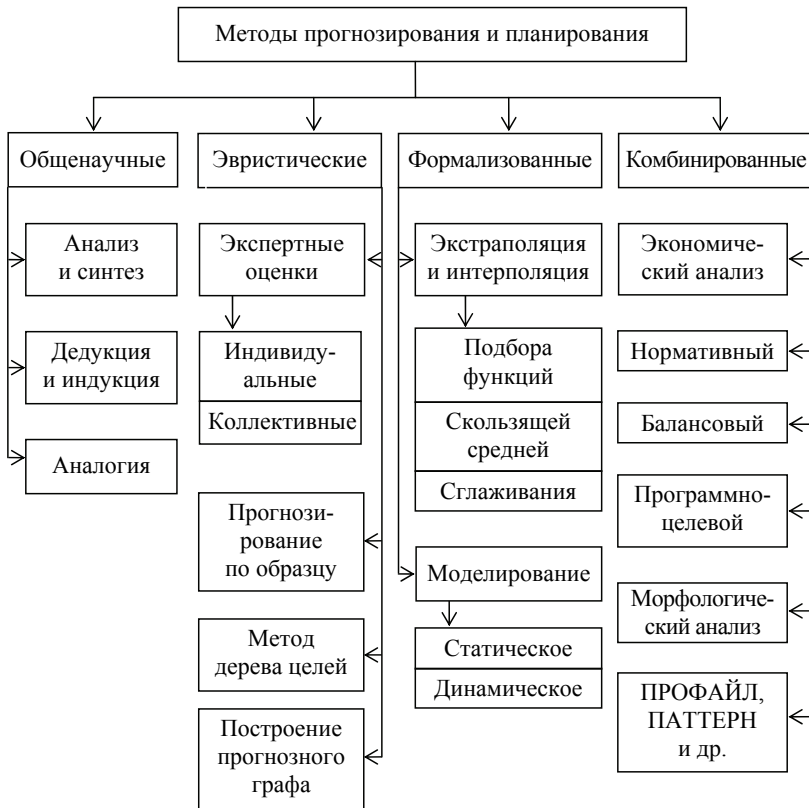 Методы прогнозирования и планирования
Общенаучные
Эвристические
Формализованные
Комбинированные
Анализ
и синтез
Дедукция
и индукция
Аналогия
Экспертные
оценки
Индивиду-
альные
Коллективные
Прогнози-
рование
по образцу
Метод
дерева целей
Построение
прогнозного
графа
Экстраполяция
и интерполяция
Подбора
функций
Скользящей
средней
Сглаживания
Моделирование
Статическое
Динамическое
Экономиче-
ский анализ
Нормативный
Балансовый
Программно-
целевой
Морфологиче-
ский анализ
ПРОФАЙЛ,
ПАТТЕРН
и др.